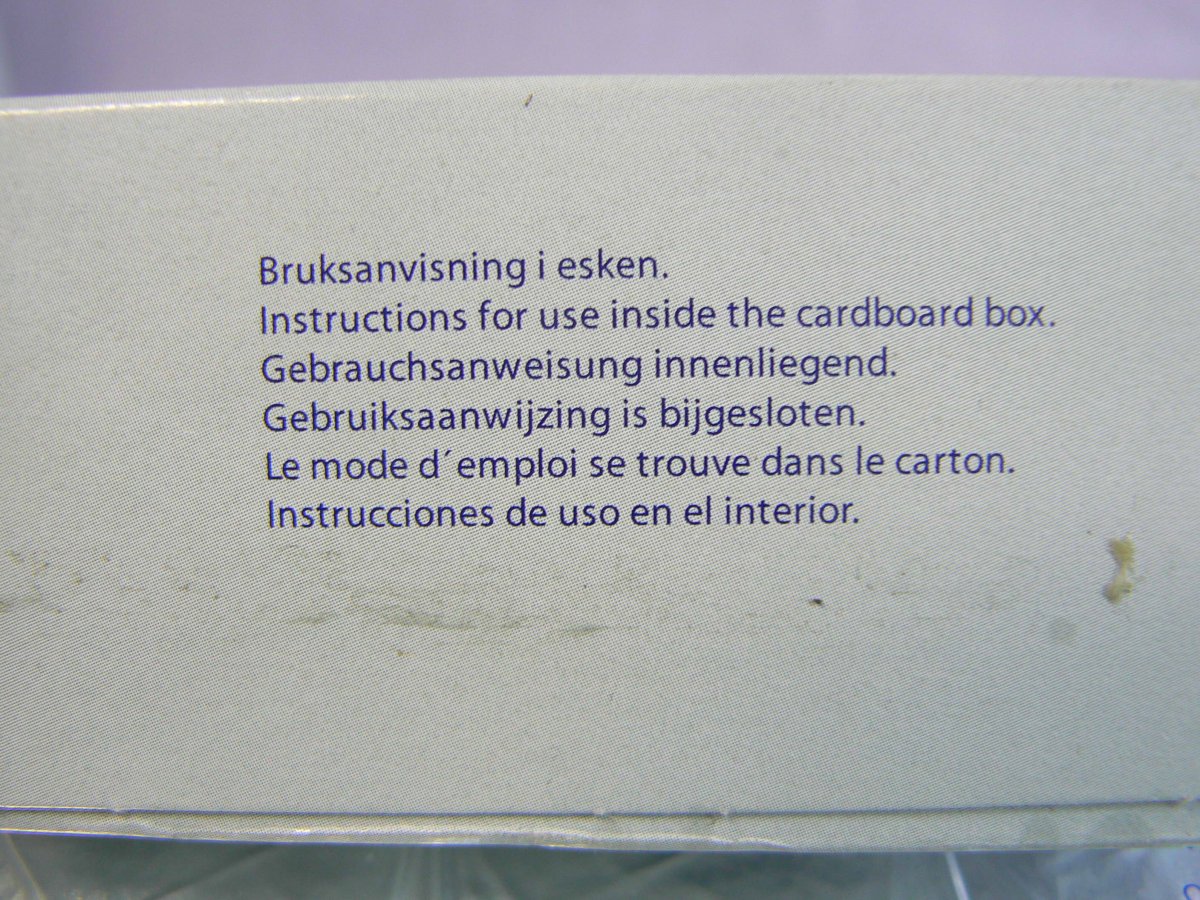 Bruksanvisning i esken.
Instructions for use inside the cardboard box.
Gebrauchsanweisung innenliegend.
Gebruiksaanwijzing is bijgesloten.
Le mode d´emploi se trouve dans le carton.
Instrucciones de uso en el interior.